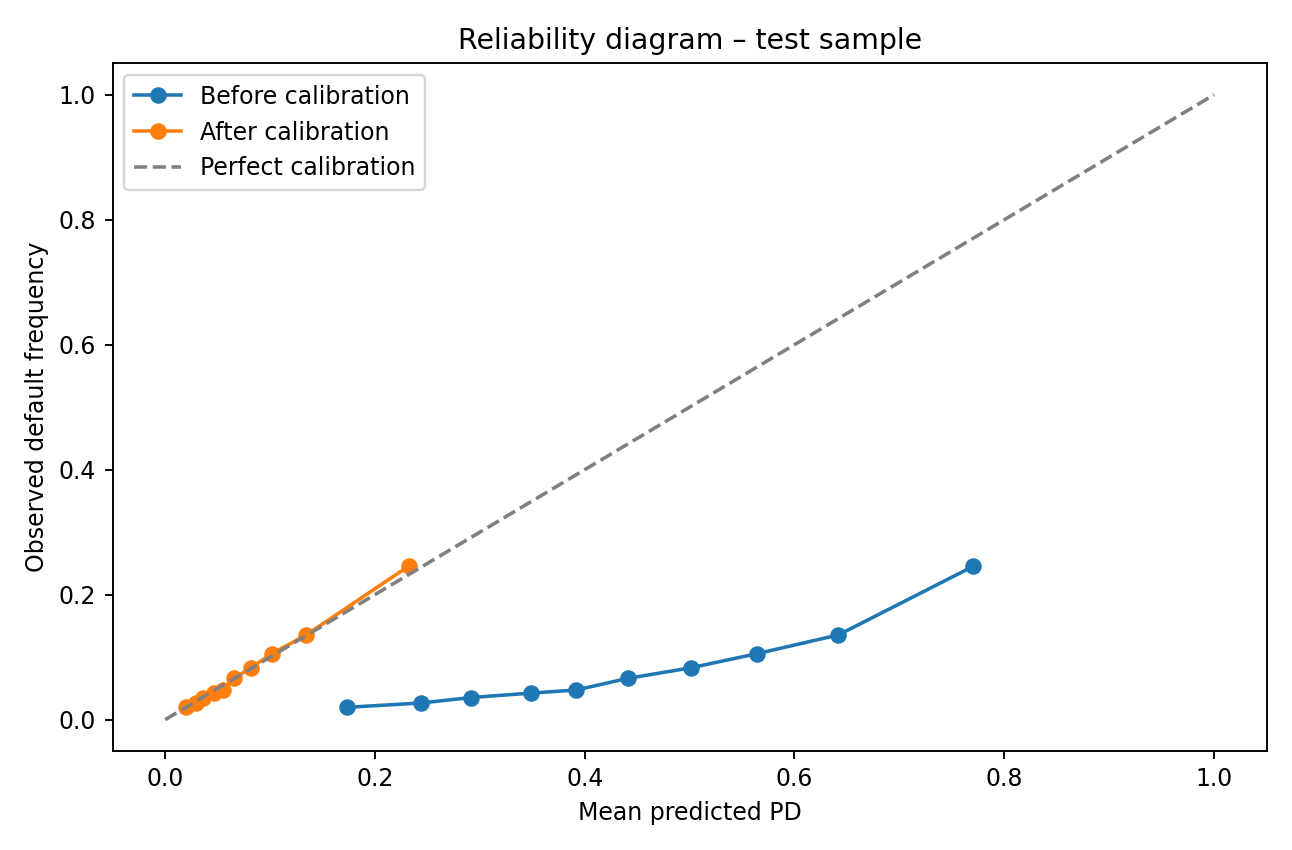 Reliability diagram – test sample
Before calibration
After calibration
Perfect calibration
Observed default frequency
1.0
0.8
0.6
0.4
0.2
0.0
0.0 0.2 0.4 0.6 0.8 1.0
Mean predicted PD